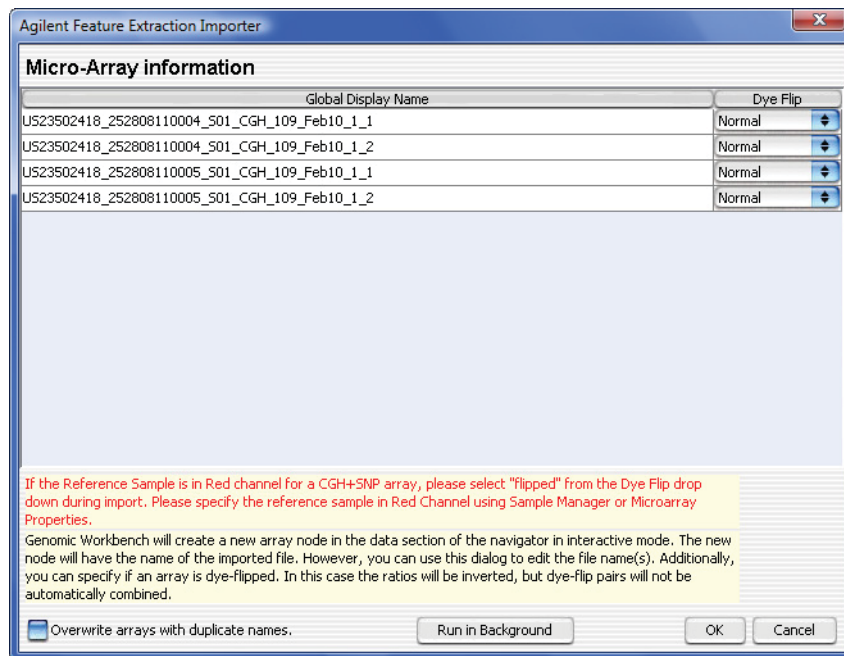 Agilent Feature Extraction Importer
Micro-Array information
Global Display Name Dye Flip
US23502418_252808110004_S01_CGH_109_Feb10_1_1 Normal
US23502418_252808110004_S01_CGH_109_Feb10_1_2 Normal
US23502418_252808110005_S01_CGH_109_Feb10_1_1 Normal
US23502418_252808110005_S01_CGH_109_Feb10_1_2 Normal
If the Reference Sample is in Red channel for a CGH+SNP array, please select "flipped" from the Dye Flip drop
down during import. Please specify the reference sample in Red Channel using Sample Manager or Microarray
Properties.
Genomic Workbench will create a new array node in the data section of the navigator in interactive mode. The new
node will have the name of the imported file. However, you can use this dialog to edit the file name(s). Additionally,
you can specify if an array is dye-flipped. In this case the ratios will be inverted, but dye-flip pairs will not be
automatically combined.
Overwrite arrays with duplicate names. Run in Background OK Cancel